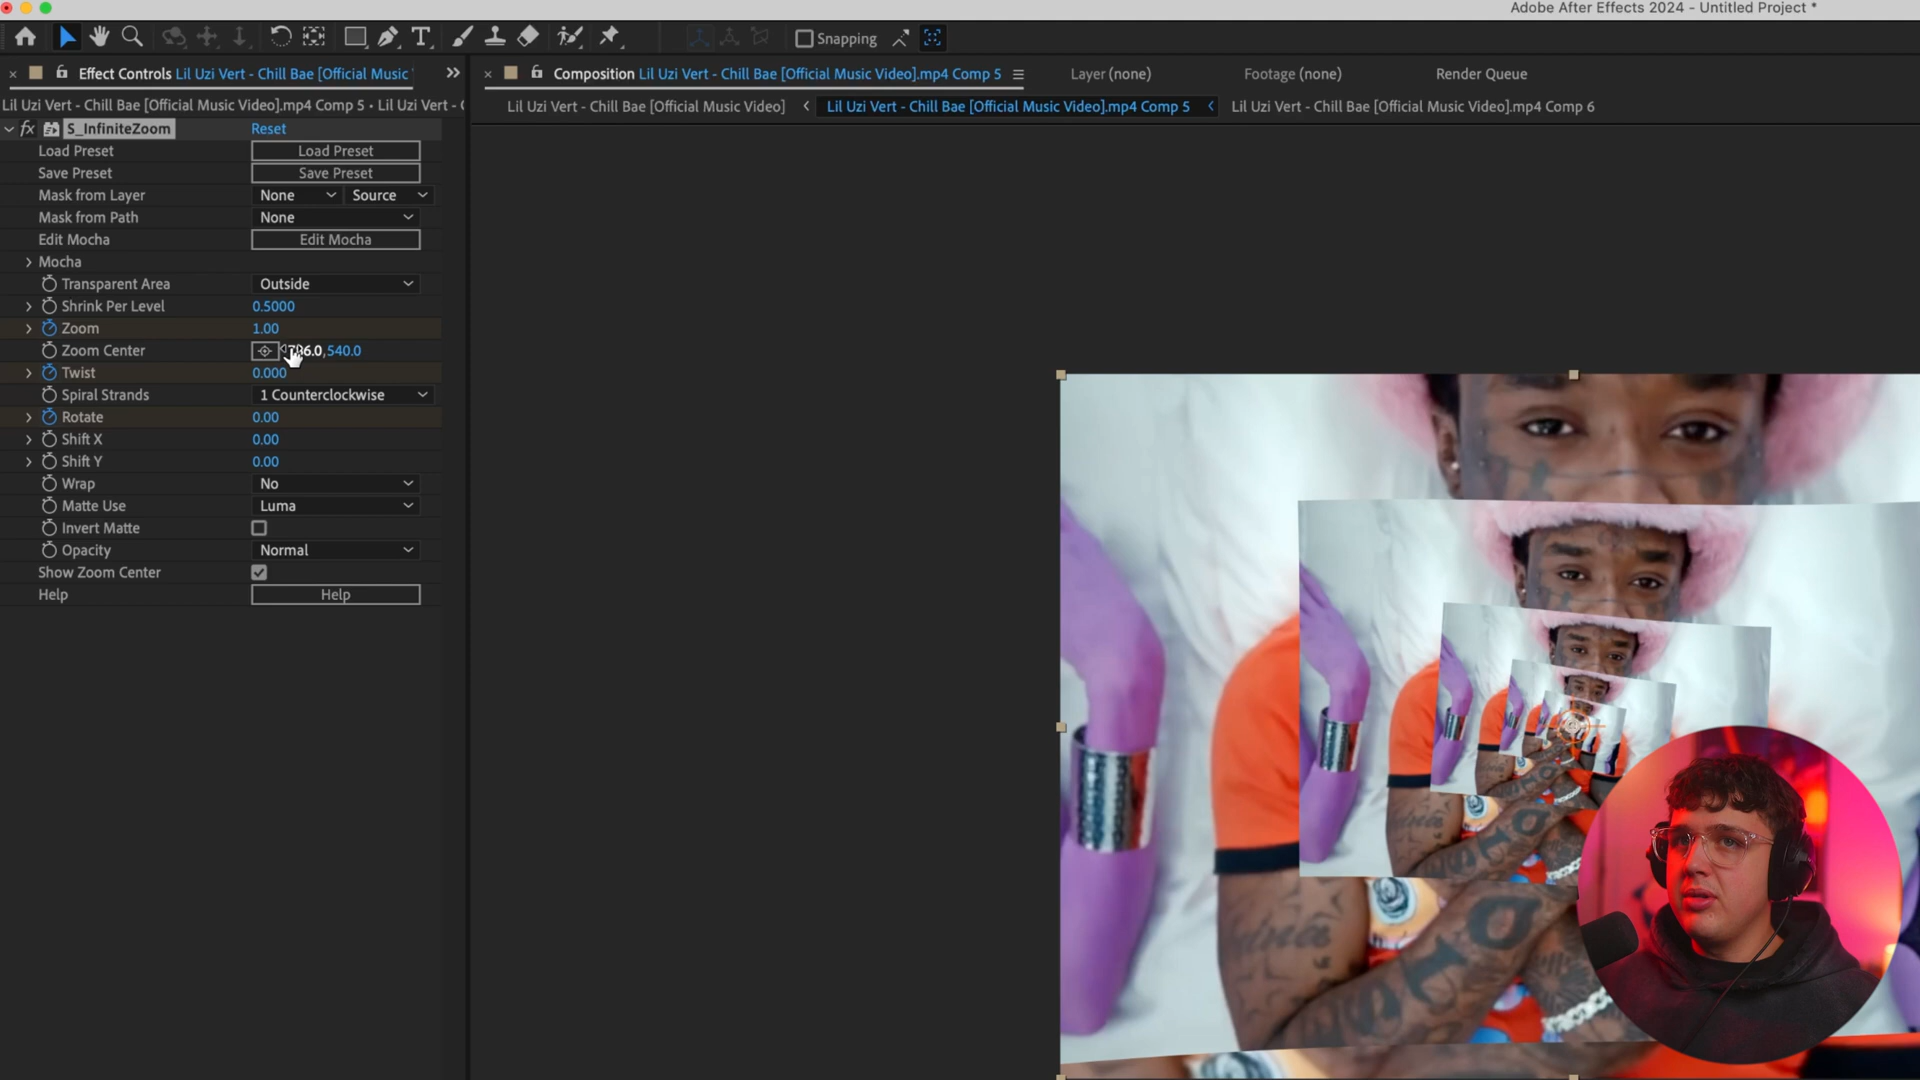 Adobe After Effects 2024 - Untitled Project *
Snapping
Effect Controls Lil Uzi Vert - Chill Bae [Official Music
Composition Lil Uzi Vert - Chill Bae [Official Music Video].mp4 Comp 5
Layer (none)
Footage (none)
Render Queue
Lil Uzi Vert - Chill Bae [Official Music Video].mp4 Comp 5 • Lil Uzi Vert -
Lil Uzi Vert - Chill Bae [Official Music Video]
Lil Uzi Vert - Chill Bae [Official Music Video].mp4 Comp 5
Lil Uzi Vert - Chill Bae [Official Music Video].mp4 Comp 6
fx S_InfiniteZoom Reset
Load Preset Load Preset
Save Preset Save Preset
Mask from Layer None Source
Mask from Path None
Edit Mocha Edit Mocha
Mocha
Transparent Area Outside
Shrink Per Level 0.5000
Zoom 1.00
Zoom Center 540.0
Twist 0.000
Spiral Strands 1 Counterclockwise
Rotate 0.00
Shift X 0.00
Shift Y 0.00
Wrap No
Matte Use Luma
Invert Matte
Opacity Normal
Show Zoom Center
Help Help